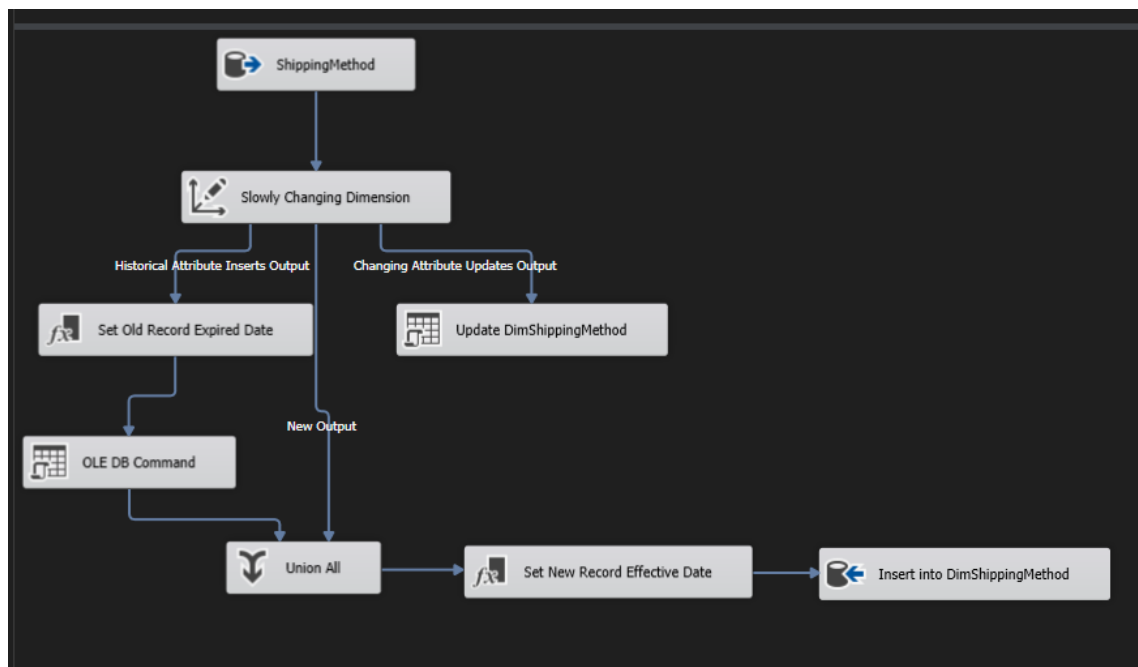 ShippingMethod
Slowly Changing Dimension
Historical Attribute Inserts Output
Changing Attribute Updates Output
Set Old Record Expired Date
Update DimShippingMethod
New Output
OLE DB Command
Union All
Set New Record Effective Date
Insert into DimShippingMethod